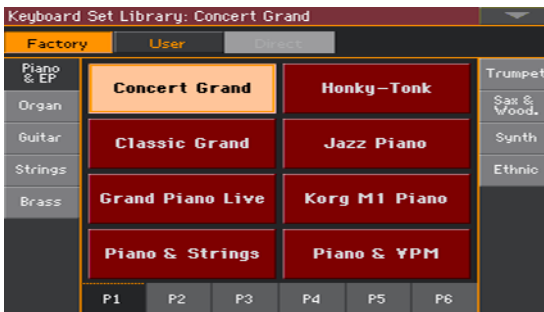 Keyboard Set Library: Concert Grand
Factory
User
Direct
Piano
& EP
Organ
Guitar
Strings
Brass
Concert Grand
Honky-Tonk
Classic Grand
Jazz Piano
Grand Piano Live
Korg M1 Piano
Piano & Strings
Piano & YPM
Trumpet
Sax &
Wood.
Synth
Ethnic
P1
P2
P3
P4
P5
P6